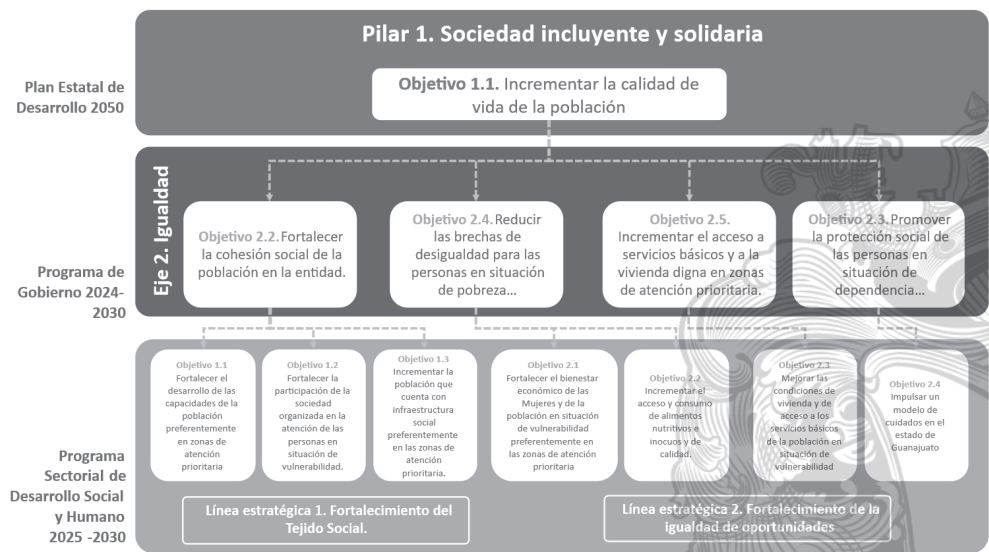 Pilar 1. Sociedad incluyente y solidaria
Plan Estatal de
Desarrollo 2050
Objetivo 1.1. Incrementar la calidad de
vida de la población
Eje 2. Igualdad
Programa de
Gobierno 2024-
2030
Objetivo 2.2. Fortalecer
la cohesión social de
la población en la entidad.
Objetivo 2.4. Reducir
las brechas de
desigualdad para las
personas en situación
de pobreza...
Objetivo 2.5.
Incrementar el acceso a
servicios básicos y a la
vivienda digna en zonas
de atención prioritaria.
Objetivo 2.3. Promover
la protección social de
las personas en
situación de
dependencia...
Programa
Sectorial de
Desarrollo Social
y Humano
2025 -2030
Objetivo 1.1
Fortalecer el
desarrollo de las
capacidades de la
población
preferentemente
en zonas de
atención
prioritaria
Objetivo 1.2
Fortalecer la
participación de la
sociedad
organizada en la
atención de las
personas en
situación de
vulnerabilidad.
Objetivo 1.3
Incrementar la
población que
cuenta con
infraestructura
social
preferentemente
en las zonas de
atención
prioritaria.
Objetivo 2.1
Fortalecer el bienestar
económico de las
Mujeres y de la
población en situación
de vulnerabilidad
preferentemente en
las zonas de atención
prioritaria
Objetivo 2.2
Incrementar el
acceso y consumo
de alimentos
nutritivos e
inocuos y de
calidad.
Objetivo 2.3
Mejorar las
condiciones de
vivienda y de
acceso a los
servicios básicos
de la población en
situación de
vulnerabilidad
Objetivo 2.4
Impulsar un
modelo de
cuidados en el
estado de
Guanajuato
Línea estratégica 1. Fortalecimiento del
Tejido Social.
Línea estratégica 2. Fortalecimiento de la
igualdad de oportunidades